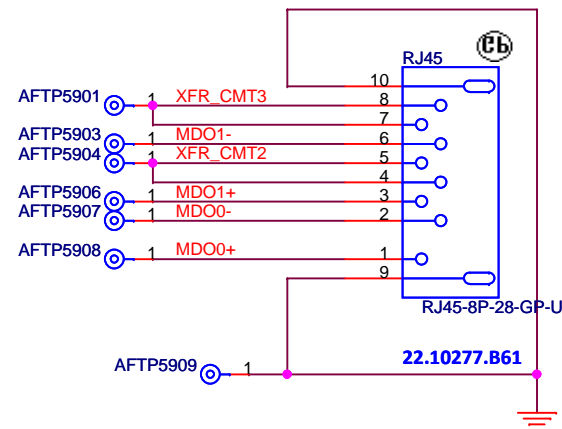 RJ45
10
AFTP5901 1 XFR_CMT3 8
7
AFTP5903 1 MDO1- 6
AFTP5904 1 XFR_CMT2 5
4
AFTP5906 1 MDO1+ 3
AFTP5907 1 MDO0- 2
AFTP5908 1 MDO0+ 1
9
RJ45-8P-28-GP-U
22.10277.B61
AFTP5909 1